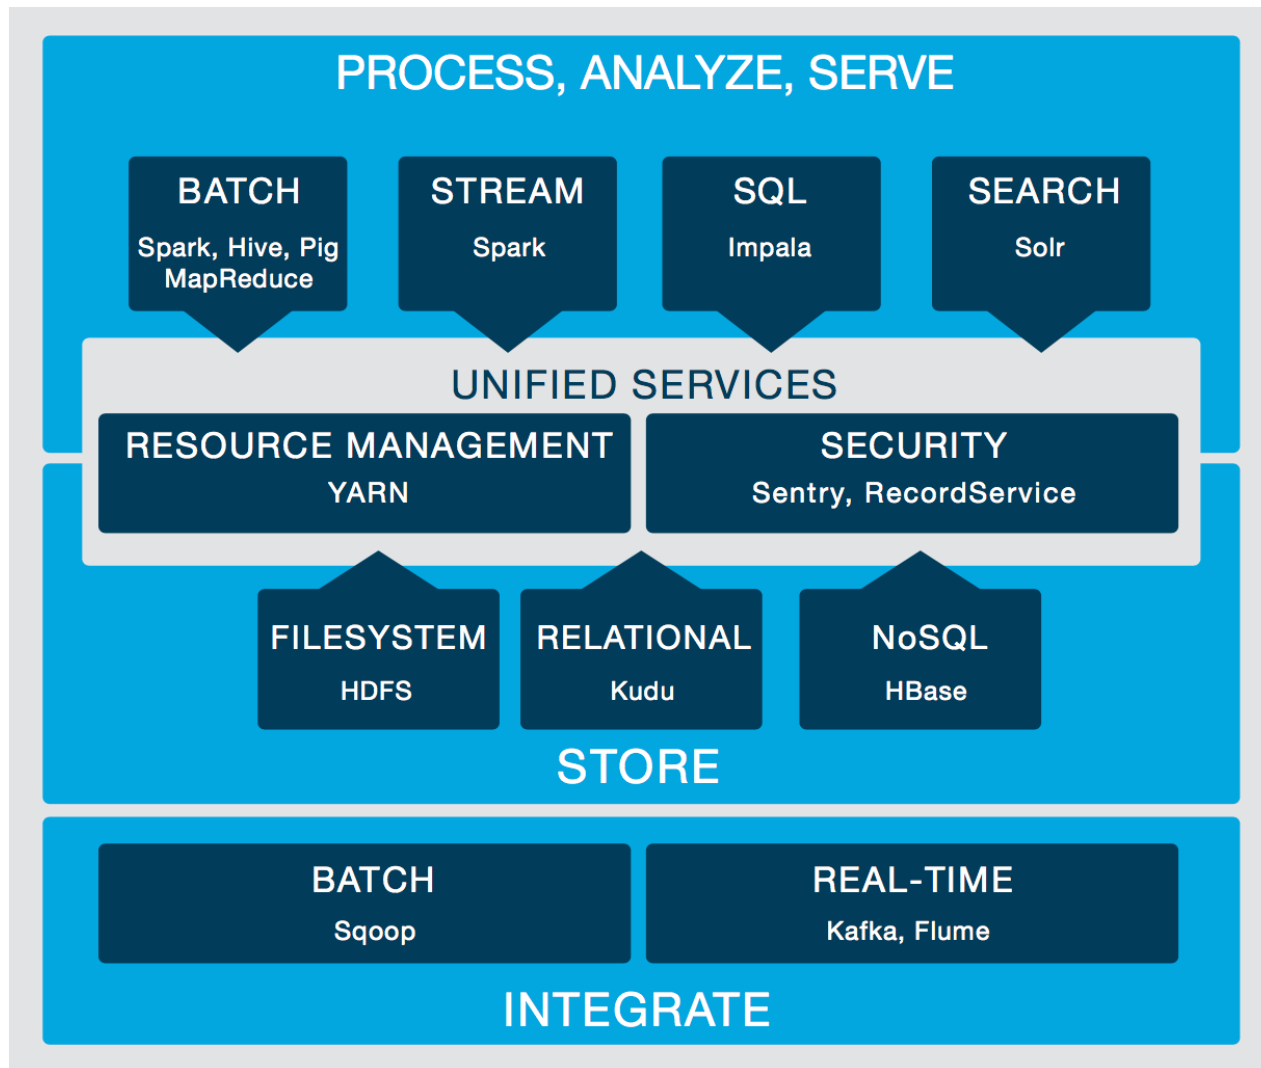 PROCESS, ANALYZE, SERVE
BATCH
Spark, Hive, Pig
MapReduce
STREAM
Spark
SQL
Impala
SEARCH
Solr
UNIFIED SERVICES
RESOURCE MANAGEMENT
YARN
SECURITY
Sentry, RecordService
FILESYSTEM
HDFS
RELATIONAL
Kudu
NoSQL
HBase
STORE
BATCH
Sqoop
REAL-TIME
Kafka, Flume
INTEGRATE